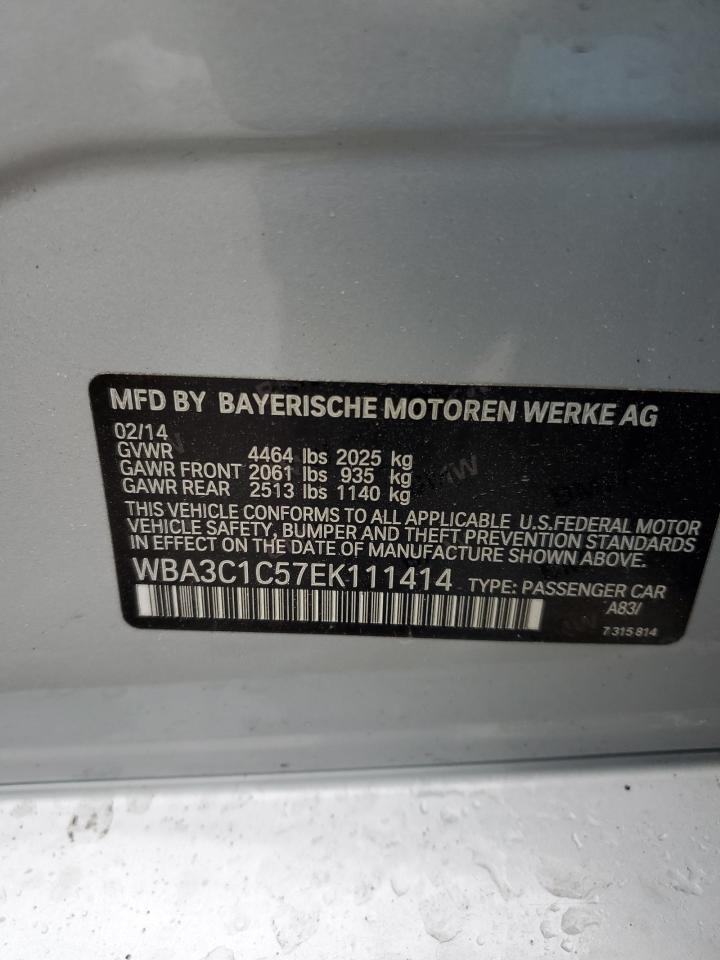 MFD BY BAYERISCHE MOTOREN WERKE AG
02/14
GVWR 4464 lbs 2025 kg
GAWR FRONT 2061 lbs 935 kg
GAWR REAR 2513 lbs 1140 kg
THIS VEHICLE CONFORMS TO ALL APPLICABLE U.S.FEDERAL MOTOR
VEHICLE SAFETY, BUMPER AND THEFT PREVENTION STANDARDS
IN EFFECT ON THE DATE OF MANUFACTURE SHOWN ABOVE.
WBA3C1C57EK111414 TYPE: PASSENGER CAR
A83/
7 315 814